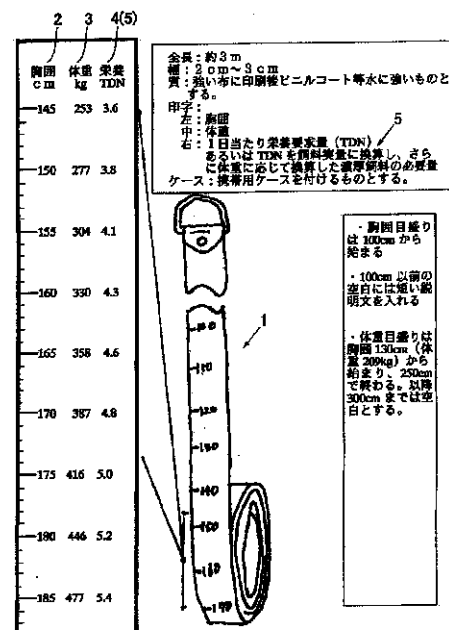 2 3 4(5)
胸囲 体重 栄養
cm kg TDN
145 253 3.6
150 277 3.8
155 304 4.1
160 330 4.3
165 358 4.6
170 387 4.8
175 416 5.0
180 446 5.2
185 477 5.4
全長:約3m
幅:2cm~3cm
質:強い布に印刷後ビニルコート等水に強いものと
する。
印字:
左:胸囲
中:体重
右:1日当たり栄養要求量(TDN)
あるいはTDNを飼料実量に換算し、さら
に体重に応じて換算した濃厚飼料の必要量
ケース:携帯用ケースを付けるものとする。
5
・胸囲目盛り
は100cmから
始まる
・100cm以前の
空白には短い説
明文を入れる
・体重目盛りは
胸囲130cm(体
重209kg)から
始まり、250cm
で終わる。以降
300cmまでは空
白とする。
1
110
120
130
140